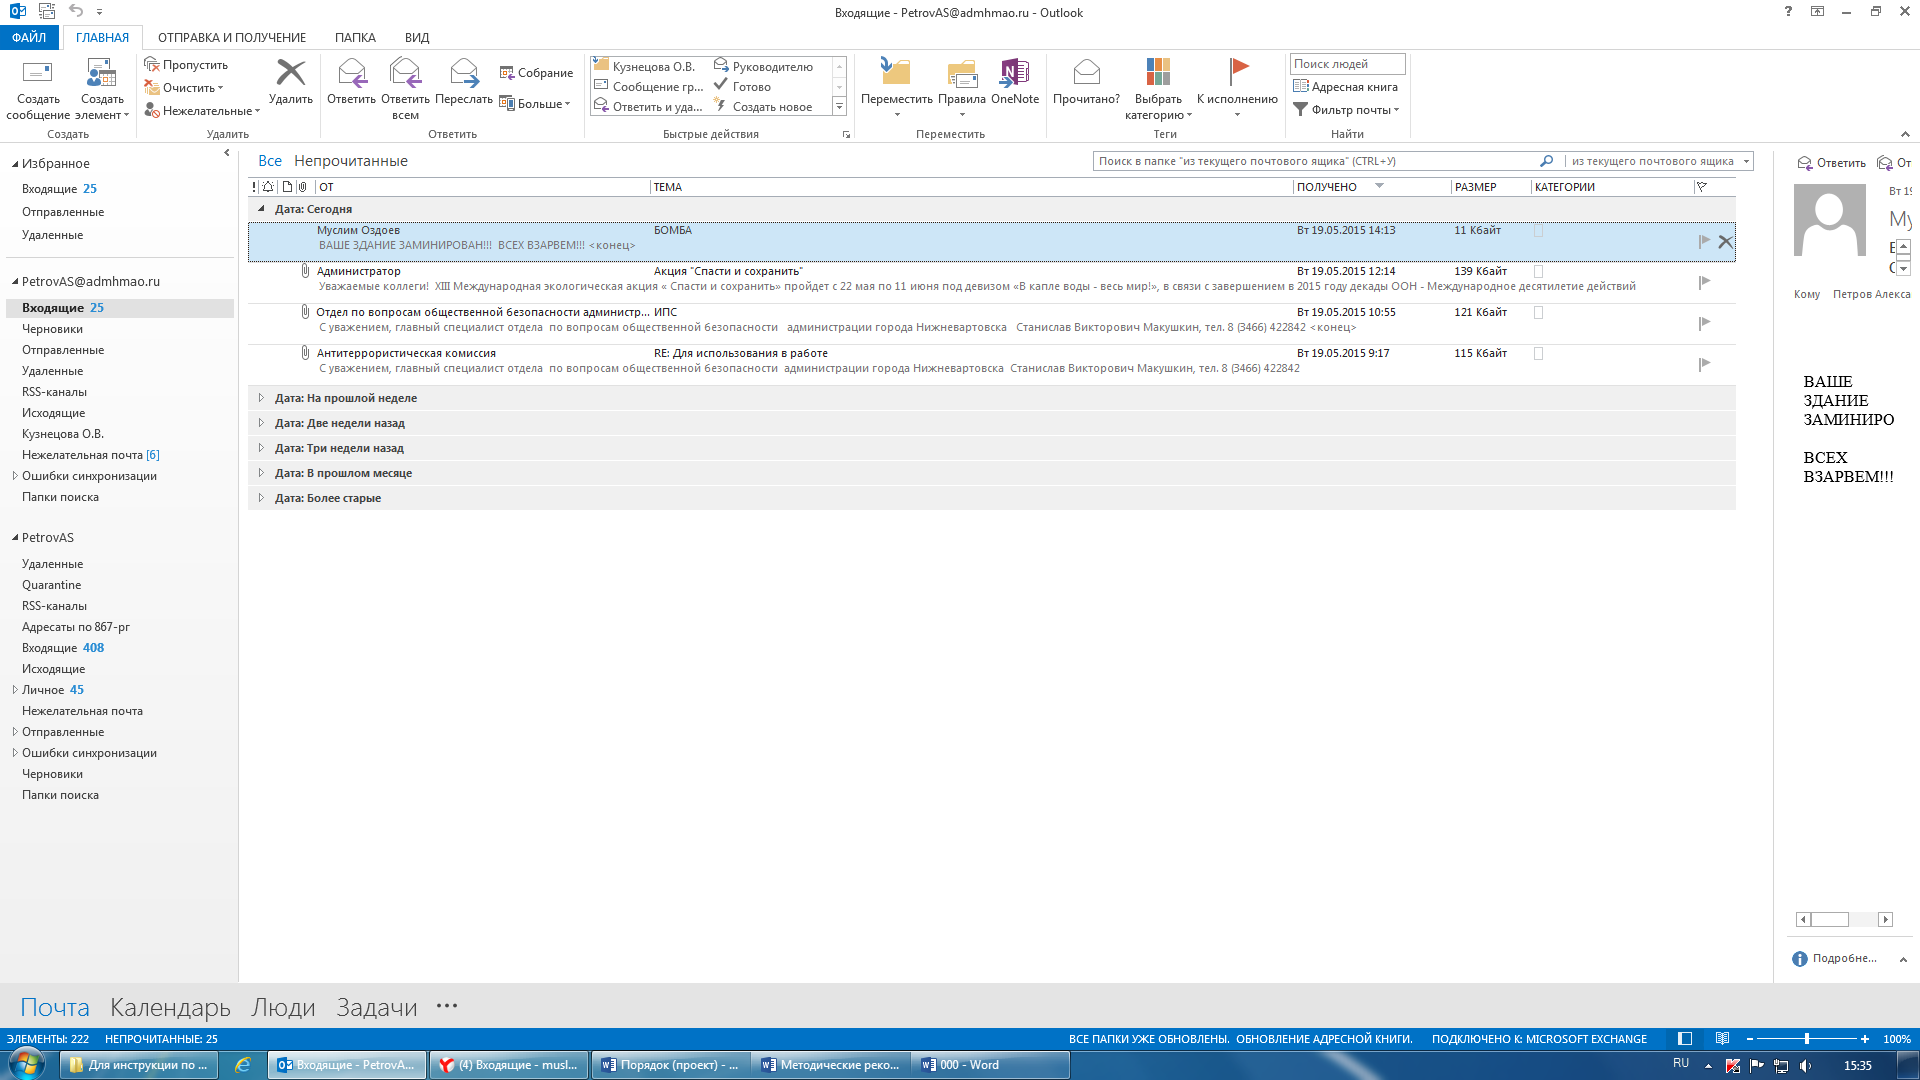 Входящие - PetrovAS@admhmao.ru - Outlook
ФАЙЛ ГЛАВНАЯ ОТПРАВКА И ПОЛУЧЕНИЕ ПАПКА ВИД
Создать сообщение
Создать элемент
Создать
Пропустить
Очистить
Нежелательные
Удалить
Удалить
Ответить
Ответить всем
Переслать
Собрание
Больше
Ответить
Кузнецова О.В.
Сообщение гр...
Ответить и уда...
Руководителю
Готово
Создать новое
Быстрые действия
Переместить
Правила
OneNote
Переместить
Прочитано?
Выбрать категорию
К исполнению
Теги
Поиск людей
Адресная книга
Фильтр почты
Найти
Избранное
Входящие 25
Отправленные
Удаленные
PetrovAS@admhmao.ru
Входящие 25
Черновики
Отправленные
Удаленные
RSS-каналы
Исходящие
Кузнецова О.В.
Нежелательная почта [6]
Ошибки синхронизации
Папки поиска
PetrovAS
Удаленные
Quarantine
RSS-каналы
Адресаты по 867-рг
Входящие 408
Исходящие
Личное 45
Нежелательная почта
Отправленные
Ошибки синхронизации
Черновики
Папки поиска
Все Непрочитанные
Поиск в папке "из текущего почтового ящика" (CTRL+У) из текущего почтового ящика
! ОТ ТЕМА ПОЛУЧЕНО РАЗМЕР КАТЕГОРИИ
Дата: Сегодня
Муслим Оздоев БОМБА Вт 19.05.2015 14:13 11 Кбайт
ВАШЕ ЗДАНИЕ ЗАМИНИРОВАН!!! ВСЕХ ВЗАРВЕМ!!! <конец>
Администратор Акция "Спасти и сохранить" Вт 19.05.2015 12:14 139 Кбайт
Уважаемые коллеги! XIII Международная экологическая акция « Спасти и сохранить» пройдет с 22 мая по 11 июня под девизом «В капле воды - весь мир!», в связи с завершением в 2015 году декады ООН - Международное десятилетие действий
Отдел по вопросам общественной безопасности администр... ИПС Вт 19.05.2015 10:55 121 Кбайт
С уважением, главный специалист отдела по вопросам общественной безопасности администрации города Нижневартовска Станислав Викторович Макушкин, тел. 8 (3466) 422842 <конец>
Антитеррористическая комиссия RE: Для использования в работе Вт 19.05.2015 9:17 115 Кбайт
С уважением, главный специалист отдела по вопросам общественной безопасности администрации города Нижневартовска Станислав Викторович Макушкин, тел. 8 (3466) 422842
Дата: На прошлой неделе
Дата: Две недели назад
Дата: Три недели назад
Дата: В прошлом месяце
Дата: Более старые
Ответить От
Вт 19
Му
Кому Петров Алекса
ВАШЕ
ЗДАНИЕ
ЗАМИНИРО
ВСЕХ
ВЗАРВЕМ!!!
Подробне...
Почта Календарь Люди Задачи ···
ЭЛЕМЕНТЫ: 222 НЕПРОЧИТАННЫЕ: 25 ВСЕ ПАПКИ УЖЕ ОБНОВЛЕНЫ. ОБНОВЛЕНИЕ АДРЕСНОЙ КНИГИ. ПОДКЛЮЧЕНО К: MICROSOFT EXCHANGE 100%
Для инструкции по ... Входящие - PetrovA... (4) Входящие - musl... Порядок (проект) - ... Методические реко... 000 - Word RU 15:35